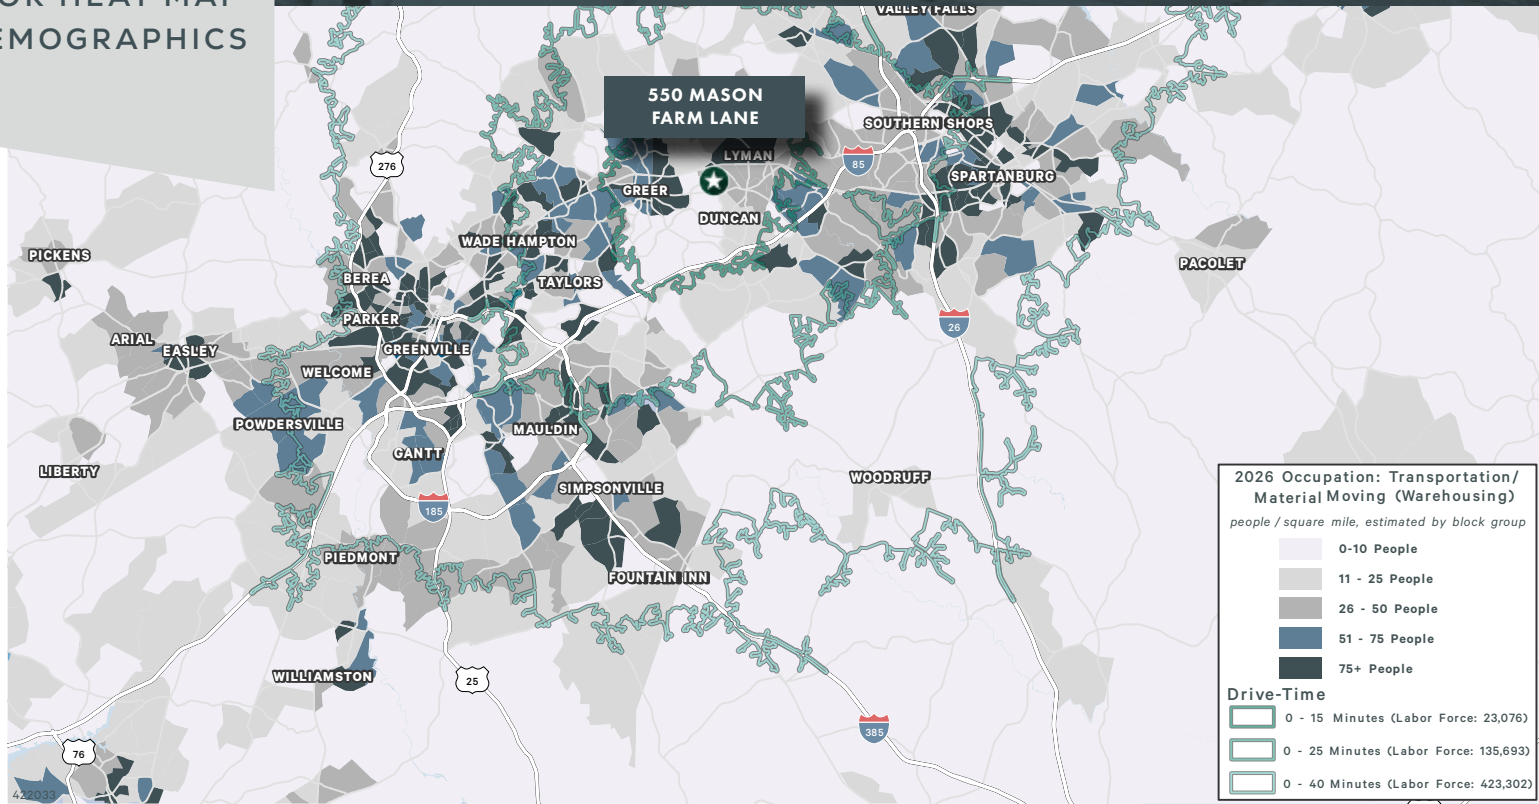 OR HEAT MAP
EMOGRAPHICS
VALLEY FALLS
550 MASON
FARM LANE
SOUTHERN SHOPS
LYMAN
85
276
SPARTANBURG
GREER
DUNCAN
WADE HAMPTON
PICKENS
PACOLET
BEREA
TAYLORS
PARKER
26
ARIAL
EASLEY
GREENVILLE
WELCOME
POWDERSVILLE
MAULDIN
GANTT
LIBERTY
WOODRUFF
SIMPSONVILLE
185
PIEDMONT
FOUNTAIN INN
WILLIAMSTON
25
385
76
422033
2026 Occupation: Transportation/
Material Moving (Warehousing)
people / square mile, estimated by block group
0-10 People
11 - 25 People
26 - 50 People
51 - 75 People
75+ People
Drive-Time
0 - 15 Minutes (Labor Force: 23,076)
0 - 25 Minutes (Labor Force: 135,693)
0 - 40 Minutes (Labor Force: 423,302)